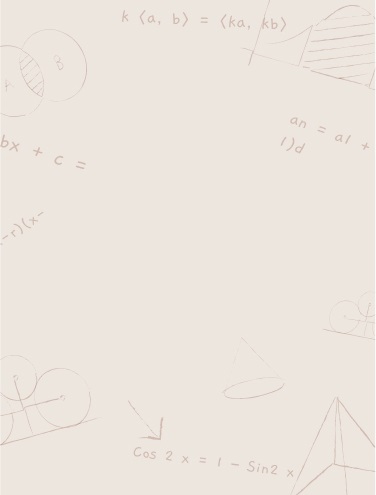 k ⟨a, b⟩ = ⟨ka, kb⟩
B
an = a1 +
1)d
bx + c =
-r)(x-
Cos 2 x = 1 - Sin2 x